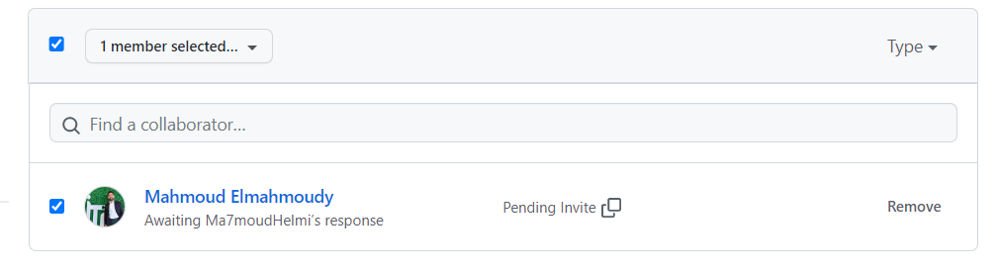 1 member selected...
Type
Find a collaborator...
Mahmoud Elmahmoudy
Awaiting Ma7moudHelmi's response
Pending Invite
Remove